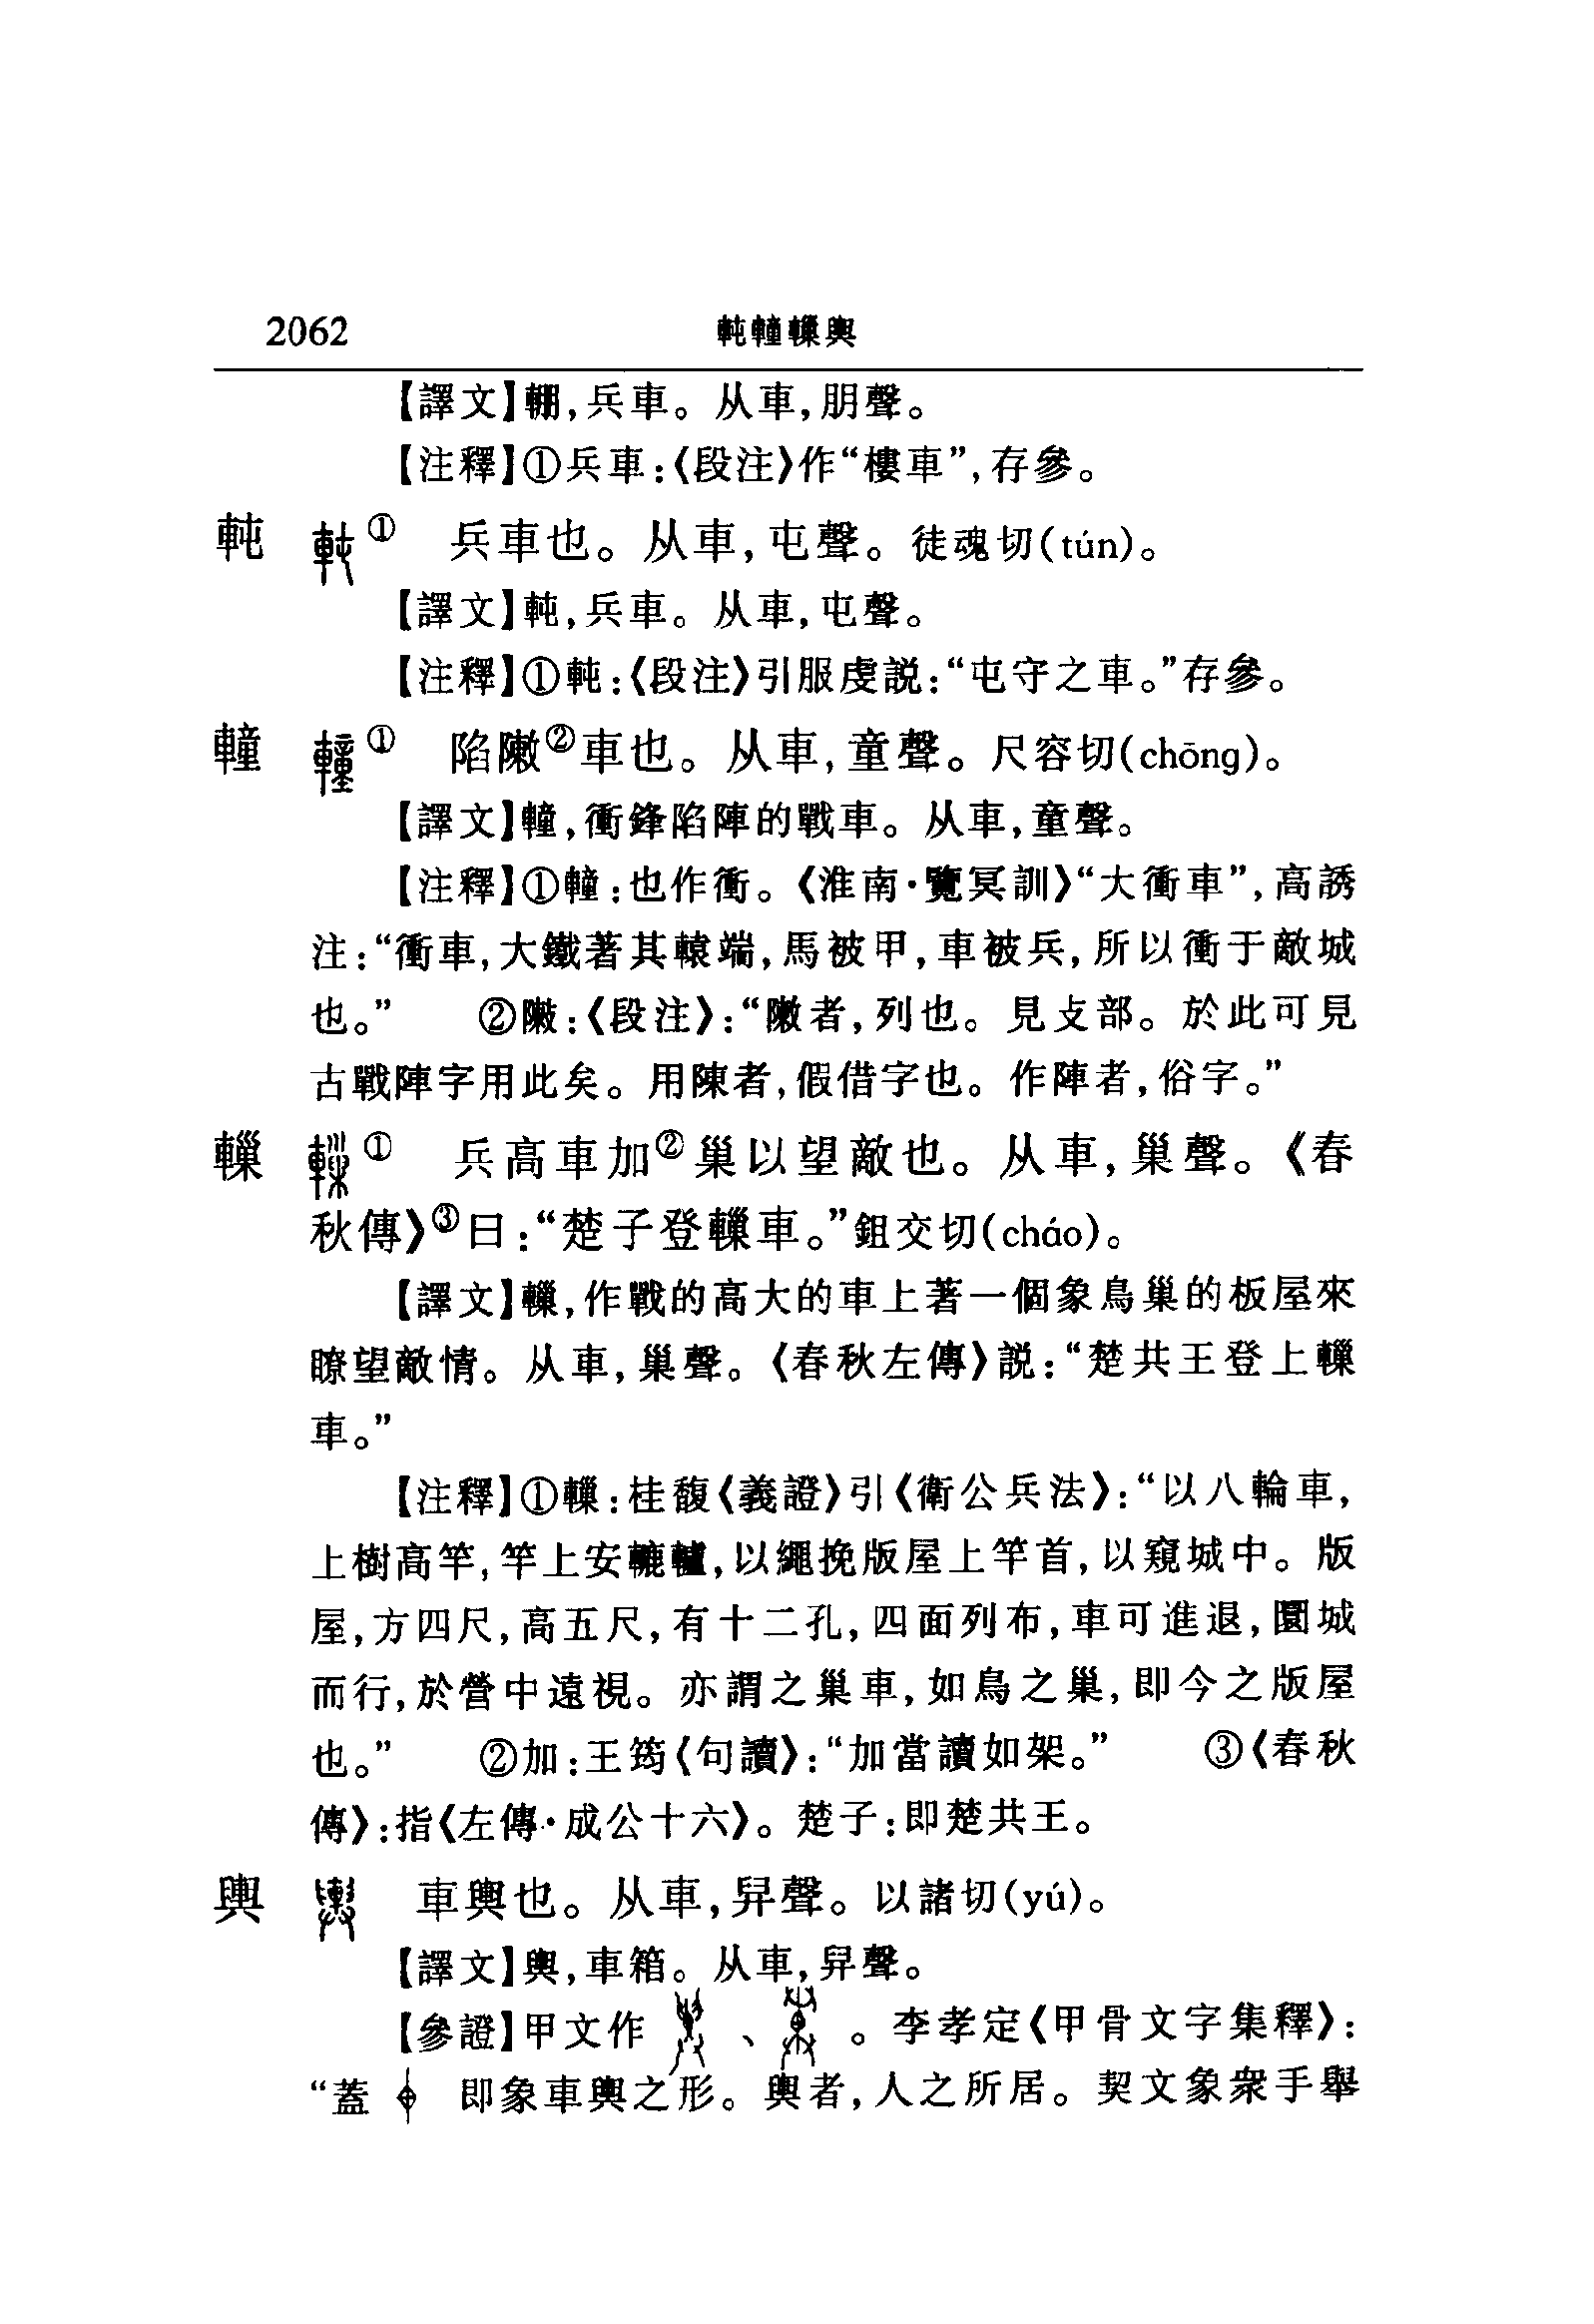 2062 軘䡴轈輿
【譯文】輣,兵車。从車,朋聲。
【注釋】①兵車:《段注》作“樓車”,存參。
軘 ① 兵車也。从車,屯聲。徒魂切(tún)。
【譯文】軘,兵車。从車,屯聲。
【注釋】①軘:《段注》引服虔説:“屯守之車。”存參。
䡴 ① 陷敶②車也。从車,童聲。尺容切(chōng)。
【譯文】䡴,衝鋒陷陣的戰車。从車,童聲。
【注釋】①䡴:也作衝。《淮南·覽冥訓》“大衝車”,高誘
注:“衝車,大鐵著其轅端,馬被甲,車被兵,所以衝于敵城
也。” ②敶:《段注》:“敶者,列也。見攴部。於此可見
古戰陣字用此矣。用陳者,假借字也。作陣者,俗字。”
轈 ① 兵高車加②巢以望敵也。从車,巢聲。《春
秋傳》③曰:“楚子登轈車。”鉏交切(cháo)。
【譯文】轈,作戰的高大的車上著一個象鳥巢的板屋來
瞭望敵情。从車,巢聲。《春秋左傳》説:“楚共王登上轈
車。”
【注釋】①轈:桂馥《義證》引《衛公兵法》:“以八輪車,
上樹高竿,竿上安轆轤,以繩挽版屋上竿首,以窺城中。版
屋,方四尺,高五尺,有十二孔,四面列布,車可進退,圜城
而行,於營中遠視。亦謂之巢車,如鳥之巢,即今之版屋
也。” ②加:王筠《句讀》:“加當讀如架。” ③《春秋
傳》:指《左傳·成公十六》。楚子:即楚共王。
輿 車輿也。从車,舁聲。以諸切(yú)。
【譯文】輿,車箱。从車,舁聲。
【參證】甲文作 、 。李孝定《甲骨文字集釋》:
“蓋 即象車輿之形。輿者,人之所居。契文象衆手舉